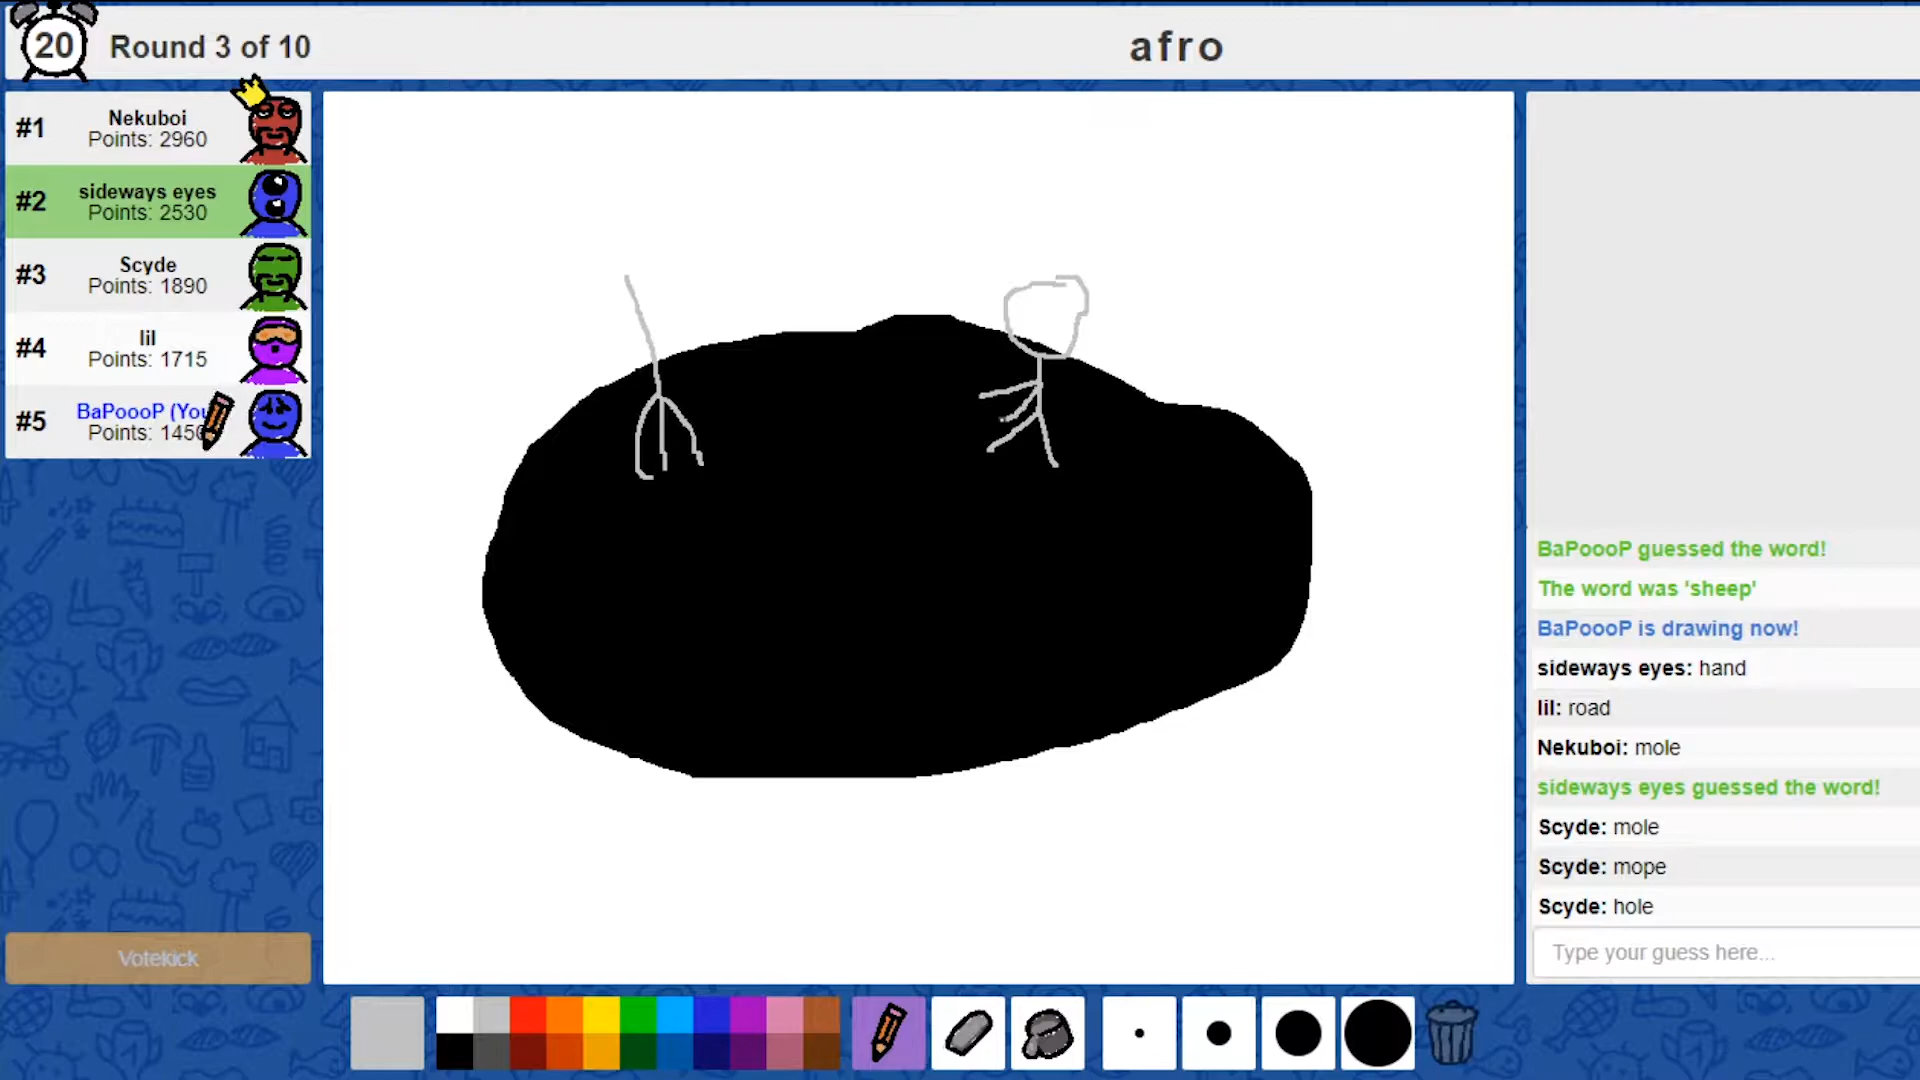 20
Round 3 of 10
afro
#1
Nekuboi
Points: 2960
#2
sideways eyes
Points: 2530
#3
Scyde
Points: 1890
#4
lil
Points: 1715
#5
BaPoooP (You
Points: 1450
Votekick
BaPoooP guessed the word!
The word was 'sheep'
BaPoooP is drawing now!
sideways eyes: hand
lil: road
Nekuboi: mole
sideways eyes guessed the word!
Scyde: mole
Scyde: mope
Scyde: hole
Type your guess here...